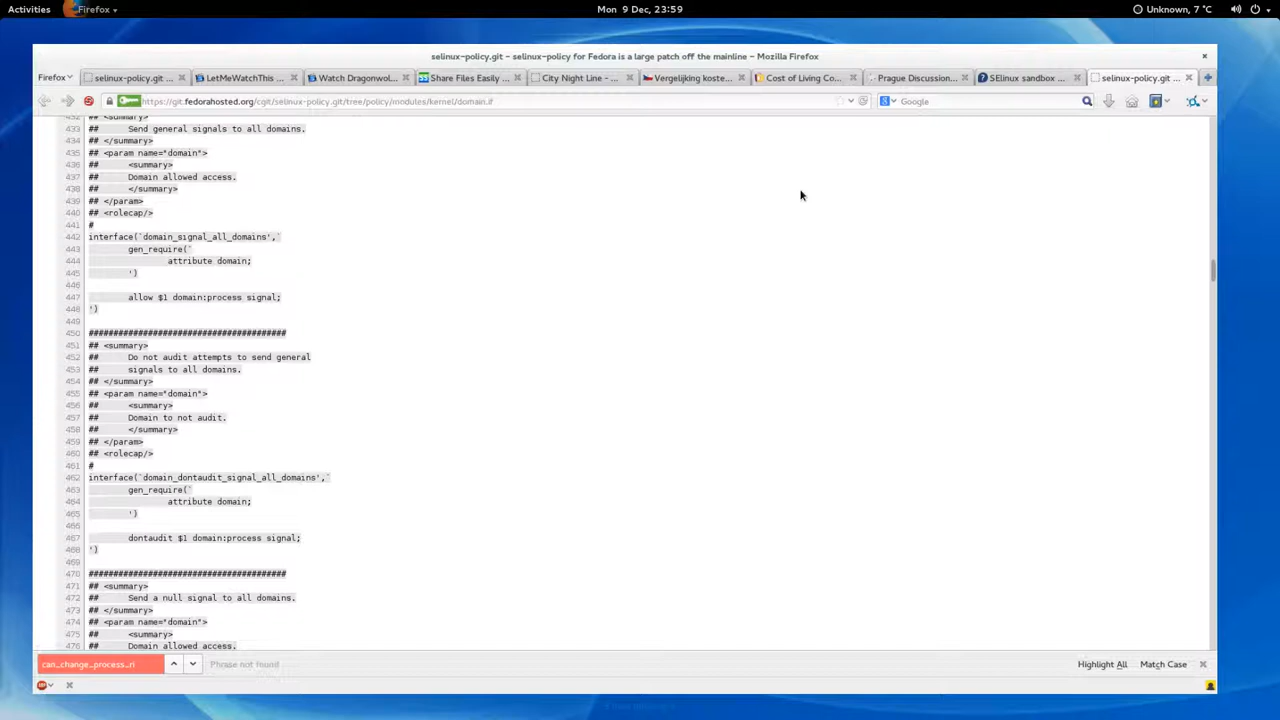 Activities Firefox Mon 9 Dec, 23:59 Unknown, 7 °C
selinux-policy.git – selinux-policy for Fedora is a large patch off the mainline – Mozilla Firefox
Firefox selinux-policy.git ... LetMeWatchThis ... Watch Dragonwol... Share Files Easily ... City Night Line – ... Vergelijking koste... Cost of Living Co... Prague Discussion... SElinux sandbox ... selinux-policy.git ...
https://git.fedorahosted.org/cgit/selinux-policy.git/tree/policy/modules/kernel/domain.if Google
432 ## <summary>
433 ## Send general signals to all domains.
434 ## </summary>
435 ## <param name="domain">
436 ## <summary>
437 ## Domain allowed access.
438 ## </summary>
439 ## </param>
440 ## <rolecap/>
441 #
442 interface(`domain_signal_all_domains',`
443 gen_require(`
444 attribute domain;
445 ')
446
447 allow $1 domain:process signal;
448 ')
449
450 ########################################
451 ## <summary>
452 ## Do not audit attempts to send general
453 ## signals to all domains.
454 ## </summary>
455 ## <param name="domain">
456 ## <summary>
457 ## Domain to not audit.
458 ## </summary>
459 ## </param>
460 ## <rolecap/>
461 #
462 interface(`domain_dontaudit_signal_all_domains',`
463 gen_require(`
464 attribute domain;
465 ')
466
467 dontaudit $1 domain:process signal;
468 ')
469
470 ########################################
471 ## <summary>
472 ## Send a null signal to all domains.
473 ## </summary>
474 ## <param name="domain">
475 ## <summary>
476 ## Domain allowed access.
can_change_process_ri Phrase not found Highlight All Match Case